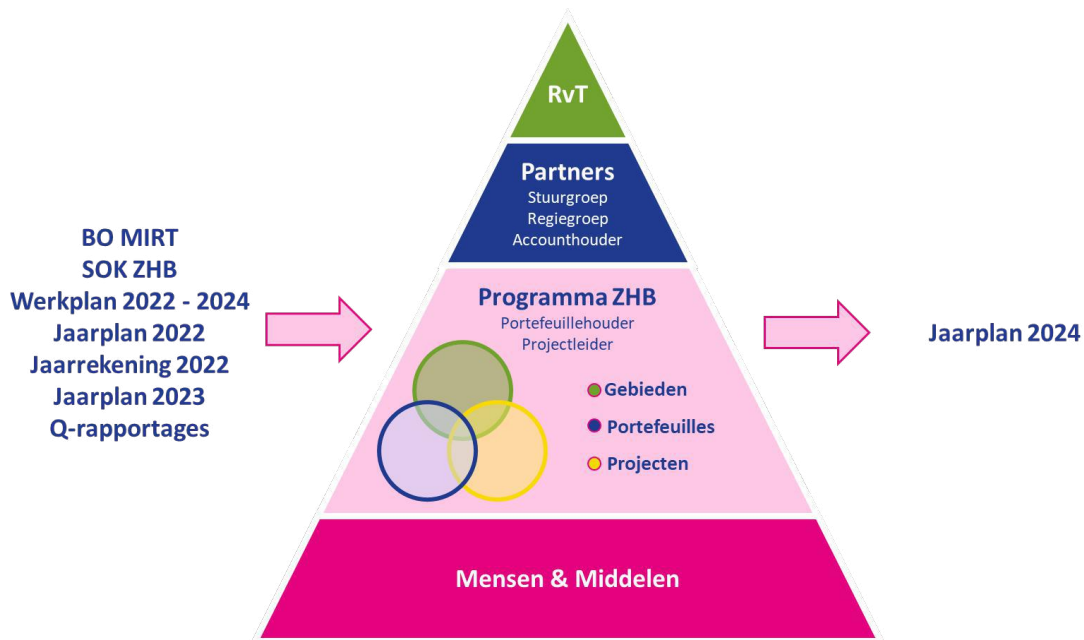 BO MIRT
SOK ZHB
Werkplan 2022 - 2024
Jaarplan 2022
Jaarrekening 2022
Jaarplan 2023
Q-rapportages
RvT
Partners
Stuurgroep
Regiegroep
Accounthouder
Programma ZHB
Portefeuillehouder
Projectleider
Gebieden
Portefeuilles
Projecten
Mensen & Middelen
Jaarplan 2024